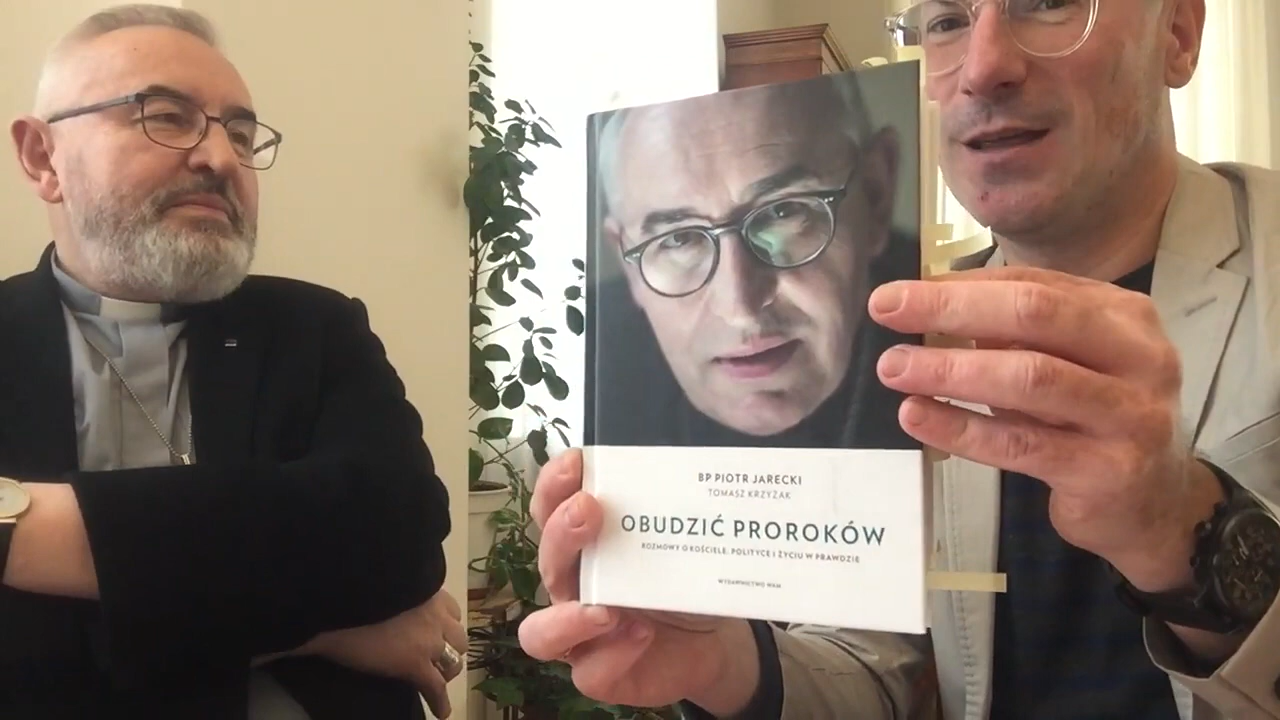 BP PIOTR JARECKI
TOMASZ KRZYŻAK
OBUDZIĆ PROROKÓW
ROZMOWY O KOŚCIELE, POLITYCE I ŻYCIU W PRAWDZIE
WYDAWNICTWO WAM